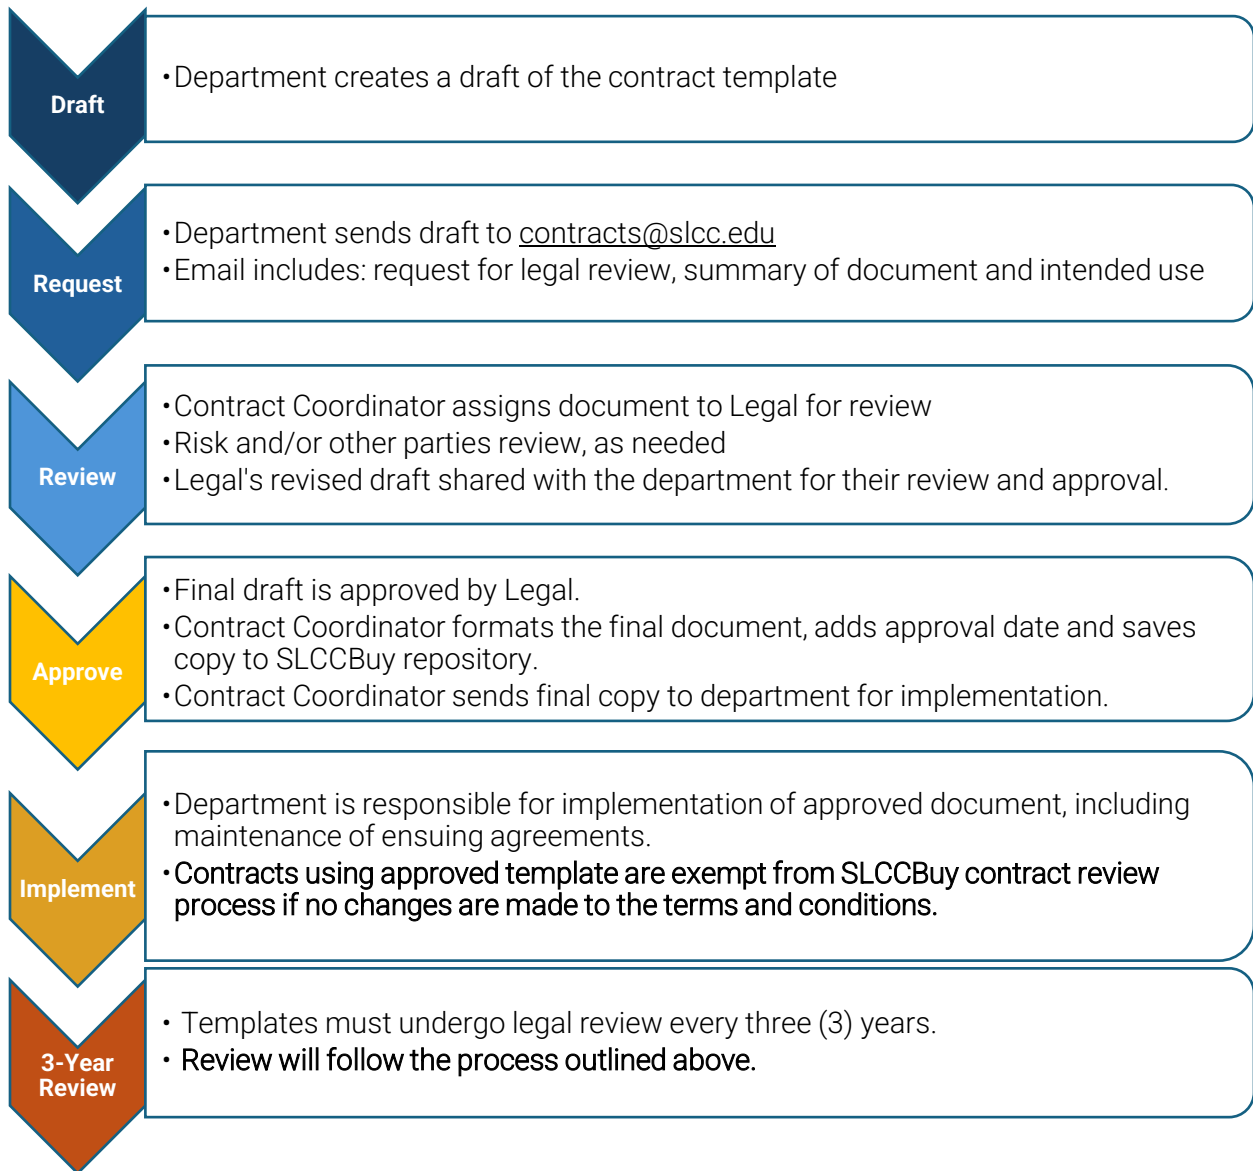 Draft
•Department creates a draft of the contract template
Request
•Department sends draft to contracts@slcc.edu
•Email includes: request for legal review, summary of document and intended use
Review
•Contract Coordinator assigns document to Legal for review
•Risk and/or other parties review, as needed
•Legal's revised draft shared with the department for their review and approval.
Approve
•Final draft is approved by Legal.
•Contract Coordinator formats the final document, adds approval date and saves
copy to SLCCBuy repository.
•Contract Coordinator sends final copy to department for implementation.
Implement
•Department is responsible for implementation of approved document, including
maintenance of ensuing agreements.
•Contracts using approved template are exempt from SLCCBuy contract review
process if no changes are made to the terms and conditions.
3-Year
Review
• Templates must undergo legal review every three (3) years.
• Review will follow the process outlined above.